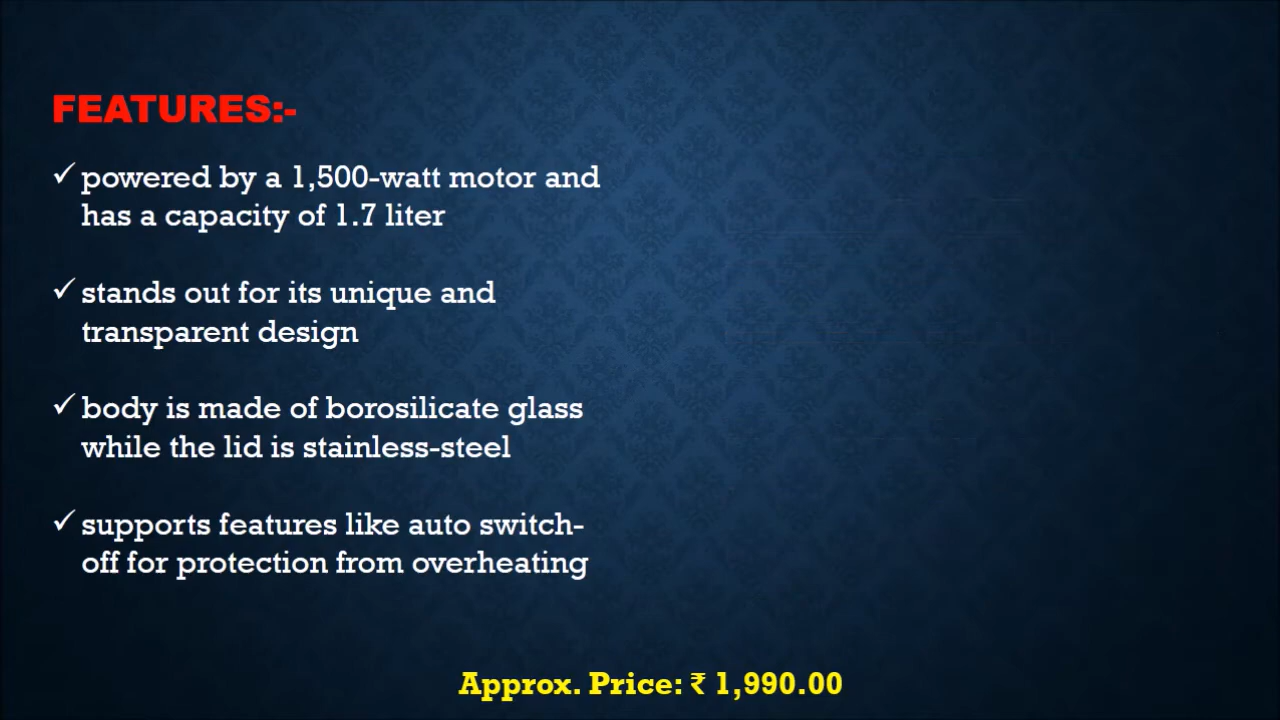 FEATURES:-
✓ powered by a 1,500-watt motor and
has a capacity of 1.7 liter
✓ stands out for its unique and
transparent design
✓ body is made of borosilicate glass
while the lid is stainless-steel
✓ supports features like auto switch-
off for protection from overheating
Approx. Price: ₹ 1,990.00